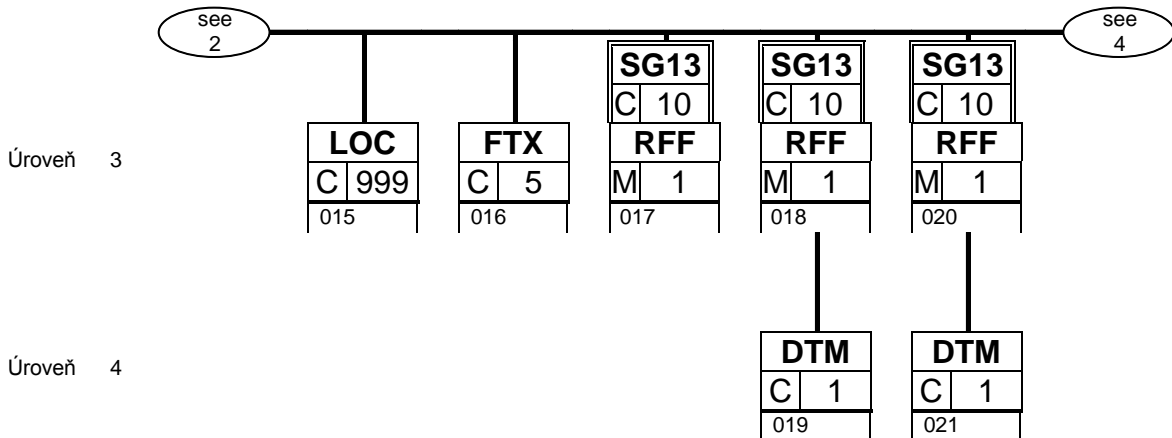 see
2
see
4
SG13 SG13 SG13
C 10 C 10 C 10
Úroveň 3
LOC FTX RFF RFF RFF
C 999 C 5 M 1 M 1 M 1
015 016 017 018 020
Úroveň 4
DTM DTM
C 1 C 1
019 021